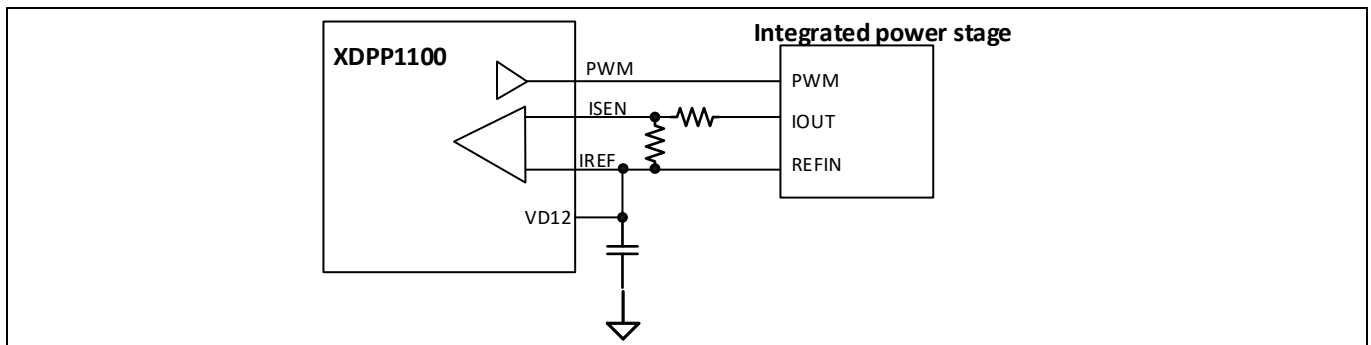 Integrated power stage
XDPP1100
PWM
PWM
ISEN
IOUT
IREF
REFIN
VD12